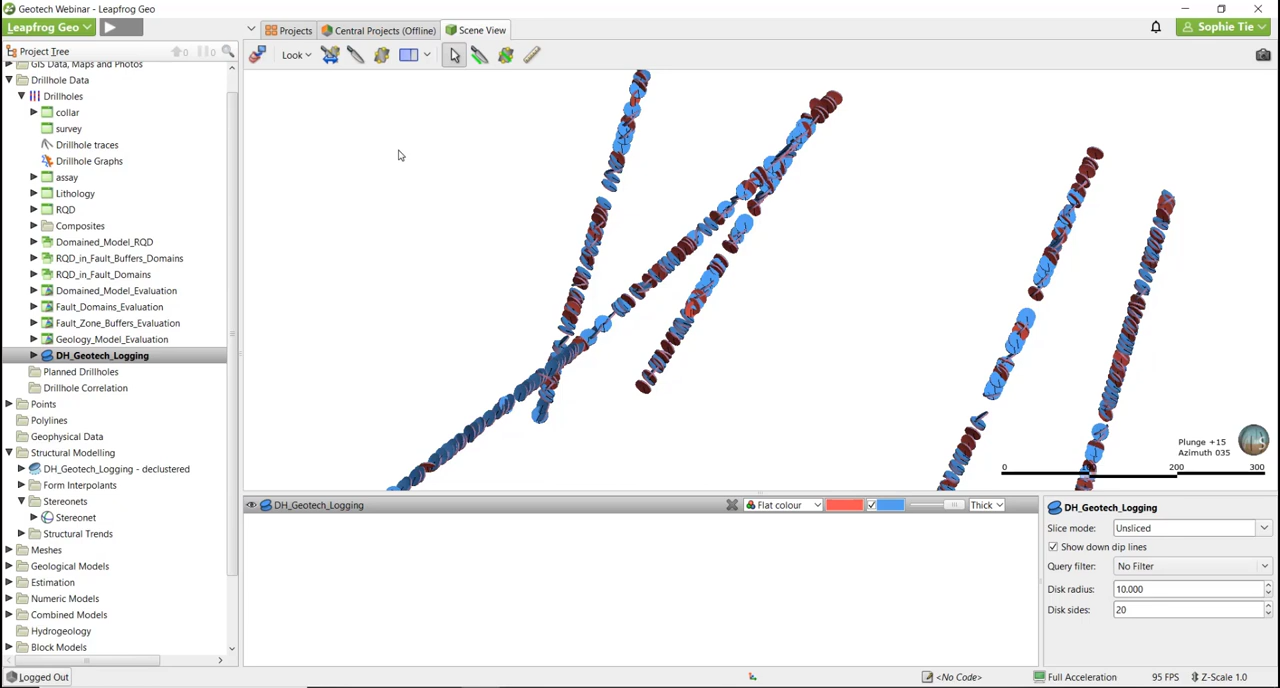 Geotech Webinar — Leapfrog Geo
Leapfrog Geo
Projects
Central Projects (Offline)
Scene View
Sophie Tie
Project Tree
0
0
Look
GIS Data, Maps and Photos
Drillhole Data
Drillholes
collar
survey
Drillhole traces
Drillhole Graphs
assay
Lithology
RQD
Composites
Domained_Model_RQD
RQD_in_Fault_Buffers_Domains
RQD_in_Fault_Domains
Domained_Model_Evaluation
Fault_Domains_Evaluation
Fault_Zone_Buffers_Evaluation
Geology_Model_Evaluation
DH_Geotech_Logging
Planned Drillholes
Drillhole Correlation
Points
Polylines
Geophysical Data
Structural Modelling
DH_Geotech_Logging - declustered
Form Interpolants
Stereonets
Stereonet
Structural Trends
Meshes
Geological Models
Estimation
Numeric Models
Combined Models
Hydrogeology
Block Models
Logged Out
Plunge +15
Azimuth 035
0 100 200 300
DH_Geotech_Logging
Flat colour
Thick
DH_Geotech_Logging
Slice mode: Unsliced
Show down dip lines
Query filter: No Filter
Disk radius: 10.000
Disk sides: 20
<No Code>
Full Acceleration
95 FPS
Z-Scale 1.0